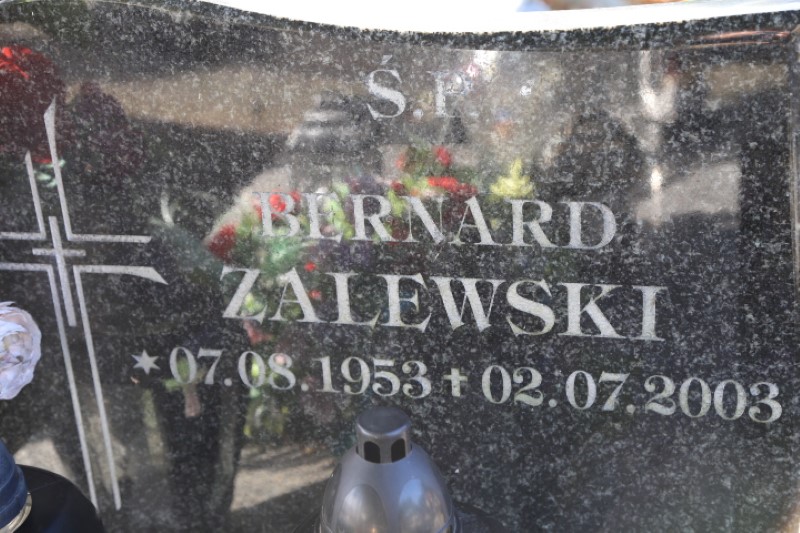 Ś.P.
BERNARD
ZALEWSKI
*07.08.1953 ✝ 02.07.2003